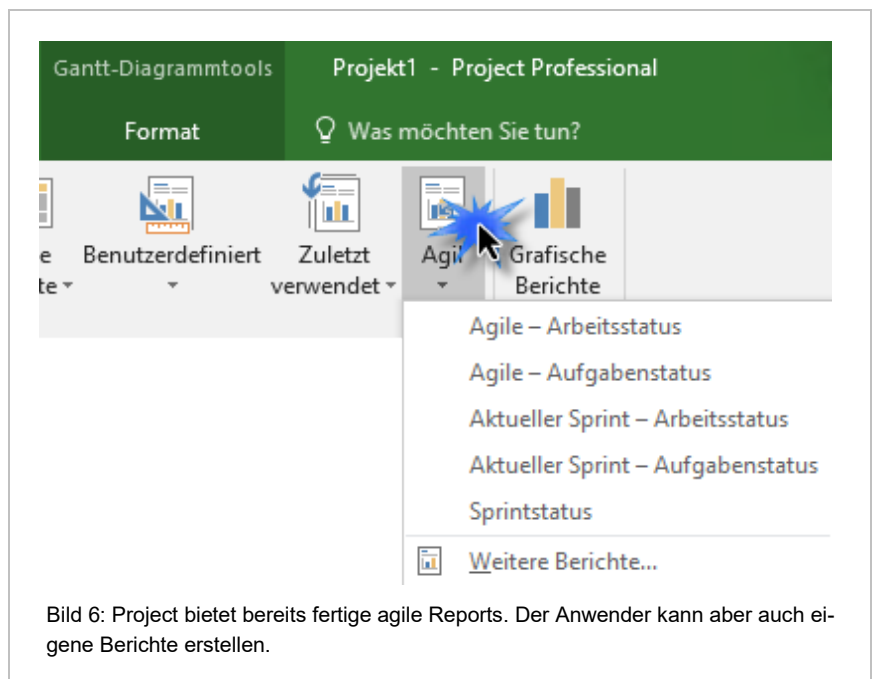 Gantt-Diagrammtools Projekt1 - Project Professional
Format Was möchten Sie tun?
e Benutzerdefiniert Zuletzt Agil Grafische
te verwendet Berichte
Agile – Arbeitsstatus
Agile – Aufgabenstatus
Aktueller Sprint – Arbeitsstatus
Aktueller Sprint – Aufgabenstatus
Sprintstatus
Weitere Berichte...
Bild 6: Project bietet bereits fertige agile Reports. Der Anwender kann aber auch ei-
gene Berichte erstellen.